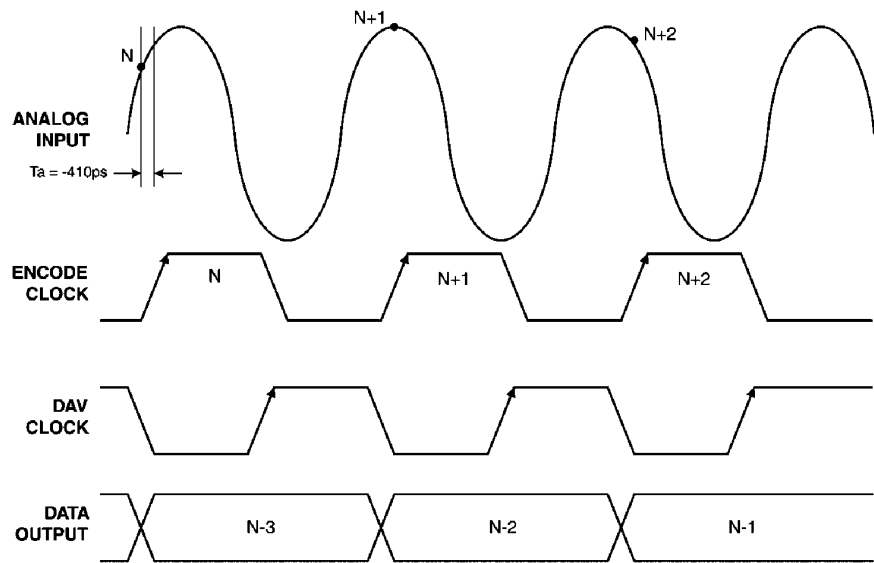 N
N+1
N+2
ANALOG
INPUT
Ta = -410ps
ENCODE
CLOCK
N
N+1
N+2
DAV
CLOCK
DATA
OUTPUT
N-3
N-2
N-1